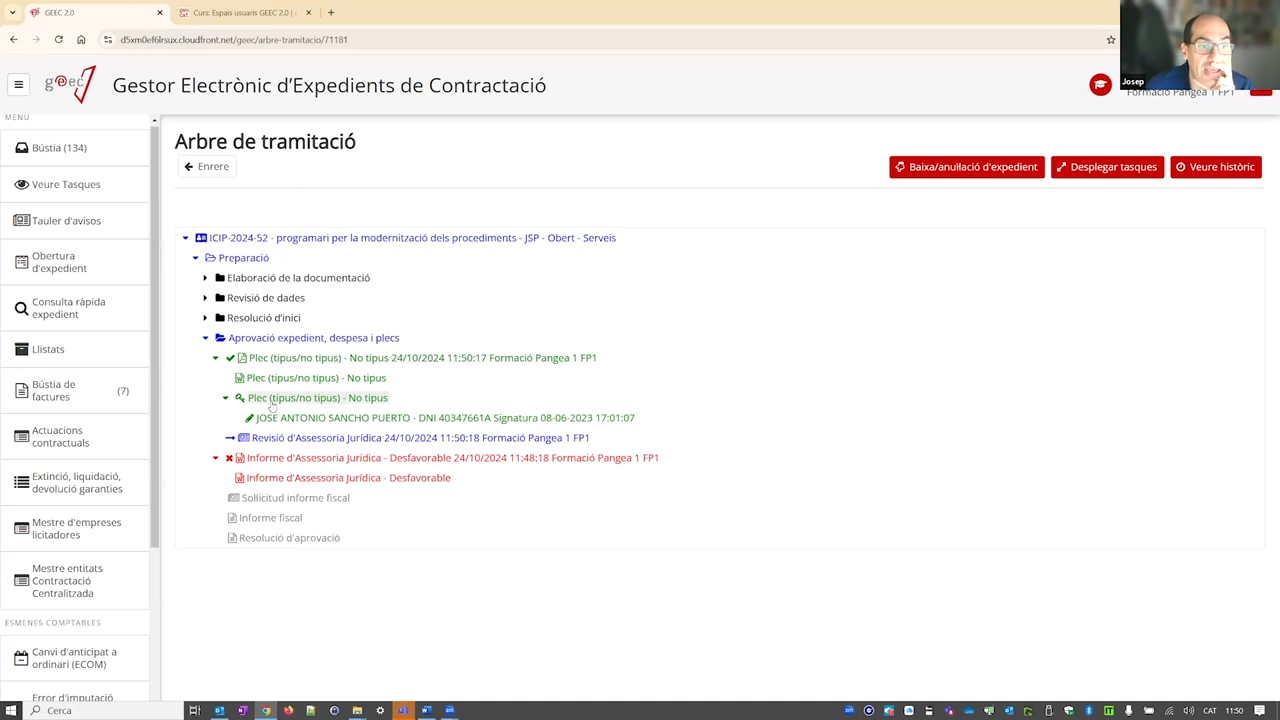 GEEC 2.0
Curs: Espais usuaris GEEC 2.0 | e
d5xm0ef6lrsux.cloudfront.net/geec/arbre-tramitacio/71181
geec
Gestor Electrònic d'Expedients de Contractació
Formació Pangea 1 FP1
Josep
MENÚ
Bústia (134)
Veure Tasques
Tauler d'avisos
Obertura
d'expedient
Consulta ràpida
expedient
Llistats
Bústia de
factures
(7)
Actuacions
contractuals
Extinció, liquidació,
devolució garanties
Mestre d'empreses
licitadores
Mestre entitats
Contractació
Centralitzada
ESMENES COMPTABLES
Canvi d'anticipat a
ordinari (ECOM)
Error d'imputació
Arbre de tramitació
Enrere
Baixa/anul·lació d'expedient
Desplegar tasques
Veure històric
ICIP-2024-52 - programari per la modernització dels procediments - JSP - Obert - Serveis
Preparació
Elaboració de la documentació
Revisió de dades
Resolució d'inici
Aprovació expedient, despesa i plecs
Plec (tipus/no tipus) - No tipus 24/10/2024 11:50:17 Formació Pangea 1 FP1
Plec (tipus/no tipus) - No tipus
Plec (tipus/no tipus) - No tipus
JOSE ANTONIO SANCHO PUERTO - DNI 40347661A Signatura 08-06-2023 17:01:07
Revisió d'Assessoria Jurídica 24/10/2024 11:50:18 Formació Pangea 1 FP1
Informe d'Assessoria Jurídica - Desfavorable 24/10/2024 11:48:18 Formació Pangea 1 FP1
Informe d'Assessoria Jurídica - Desfavorable
Sol·licitud informe fiscal
Informe fiscal
Resolució d'aprovació
Cerca
CAT
11:50